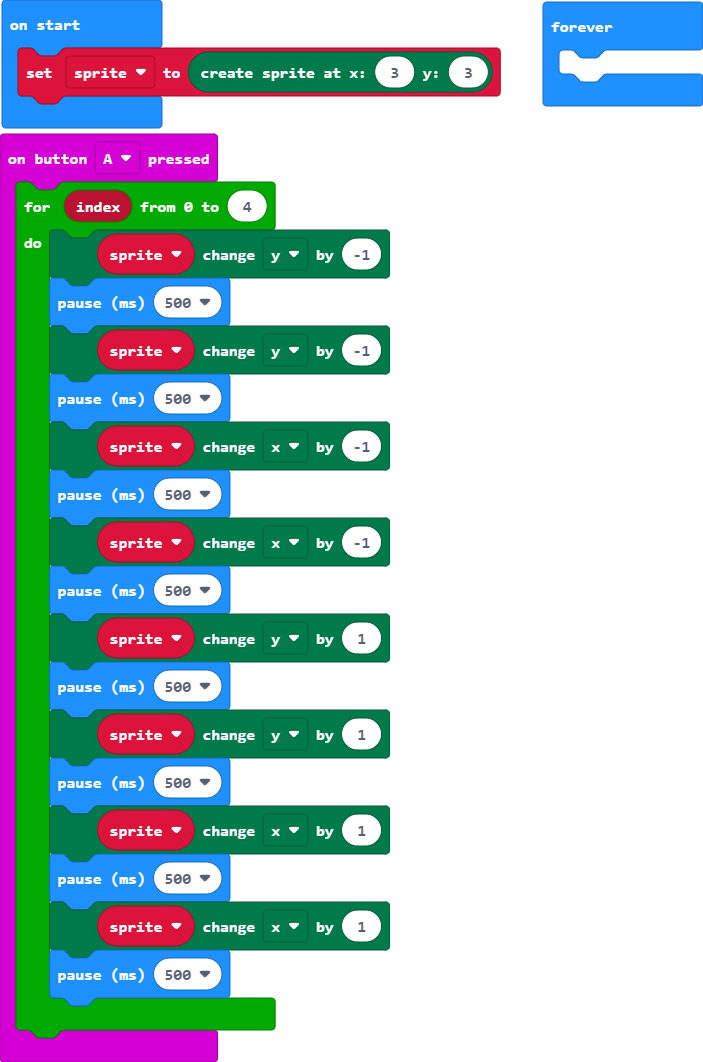 on start
set sprite to create sprite at x: 3 y: 3
forever
on button A pressed
for index from 0 to 4
do
sprite change y by -1
pause (ms) 500
sprite change y by -1
pause (ms) 500
sprite change x by -1
pause (ms) 500
sprite change x by -1
pause (ms) 500
sprite change y by 1
pause (ms) 500
sprite change y by 1
pause (ms) 500
sprite change x by 1
pause (ms) 500
sprite change x by 1
pause (ms) 500